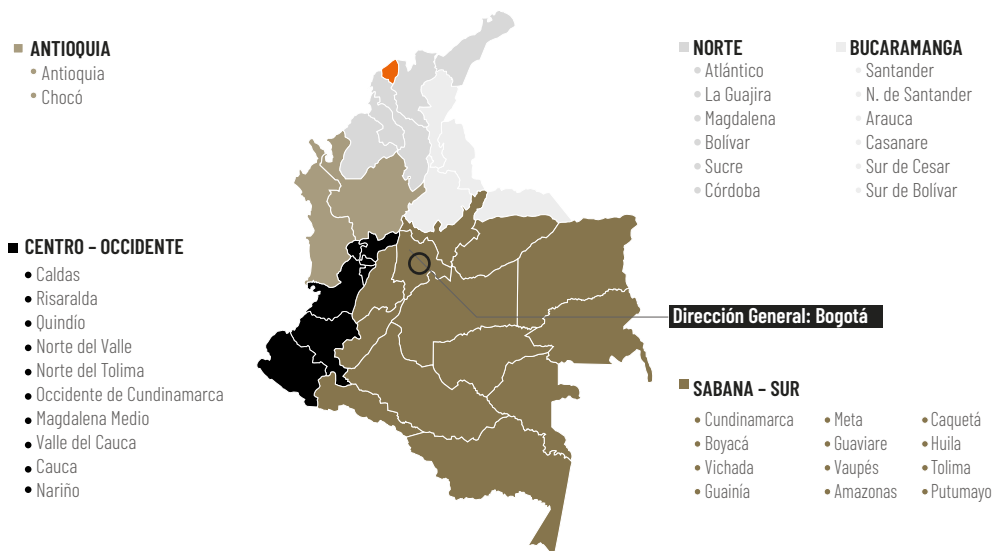 ANTIOQUIA
Antioquia
Chocó
NORTE
Atlántico
La Guajira
Magdalena
Bolívar
Sucre
Córdoba
BUCARAMANGA
Santander
N. de Santander
Arauca
Casanare
Sur de Cesar
Sur de Bolívar
CENTRO - OCCIDENTE
Caldas
Risaralda
Quindío
Norte del Valle
Norte del Tolima
Occidente de Cundinamarca
Magdalena Medio
Valle del Cauca
Cauca
Nariño
Dirección General: Bogotá
SABANA - SUR
Cundinamarca
Boyacá
Vichada
Guainía
Meta
Guaviare
Vaupés
Amazonas
Caquetá
Huila
Tolima
Putumayo